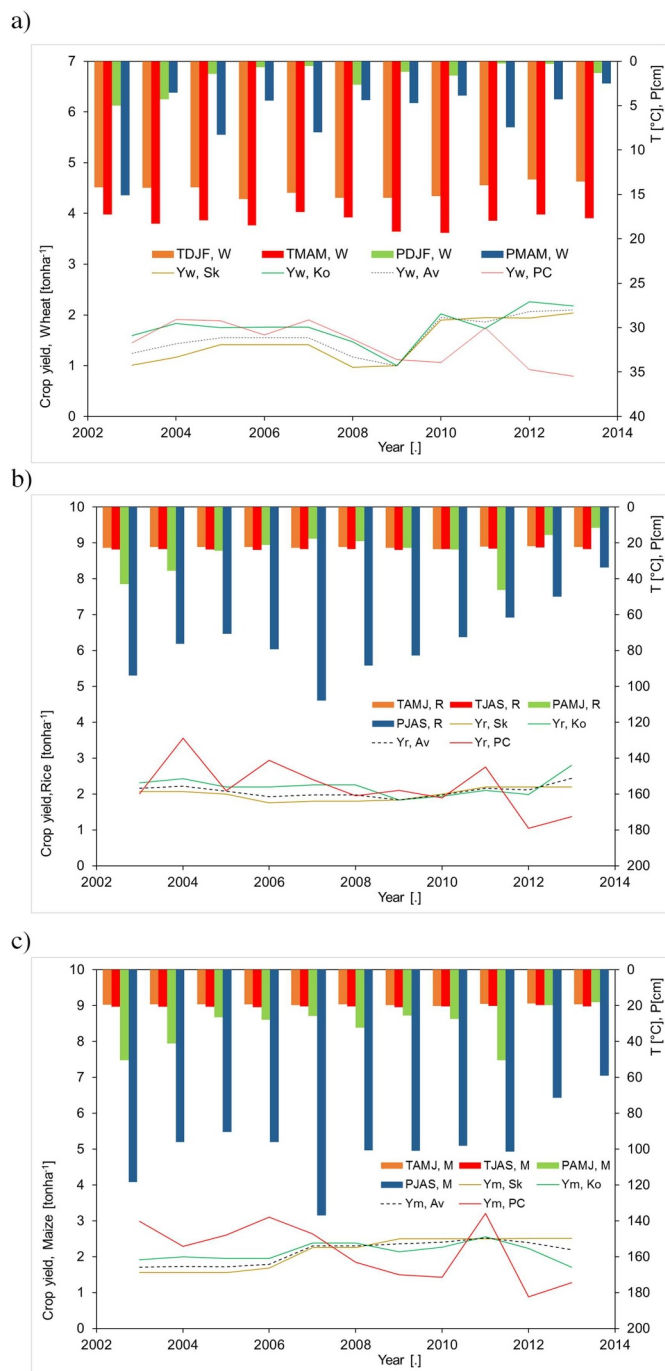 a)
7
6
5
4
3
2
1
0
0
5
10
15
20
25
30
35
40
T [°C], P[cm]
Crop yield, Wheat [tonha⁻¹]
TDJF, W TMAM, W PDJF, W PMAM, W
Yw, Sk Yw, Ko Yw, Av Yw, PC
2002 2004 2006 2008 2010 2012 2014
Year [.]
b)
10
9
8
7
6
5
4
3
2
1
0
0
20
40
60
80
100
120
140
160
180
200
T [°C], P[cm]
Crop yield,Rice [tonha⁻¹]
TAMJ, R TJAS, R PAMJ, R
PJAS, R Yr, Sk Yr, Ko
Yr, Av Yr, PC
2002 2004 2006 2008 2010 2012 2014
Year [.]
c)
10
9
8
7
6
5
4
3
2
1
0
0
20
40
60
80
100
120
140
160
180
200
T [°C], P[cm]
Crop yield, Maize [tonha⁻¹]
TAMJ, M TJAS, M PAMJ, M
PJAS, M Ym, Sk Ym, Ko
Ym, Av Ym, PC
2002 2004 2006 2008 2010 2012 2014
Year [.]